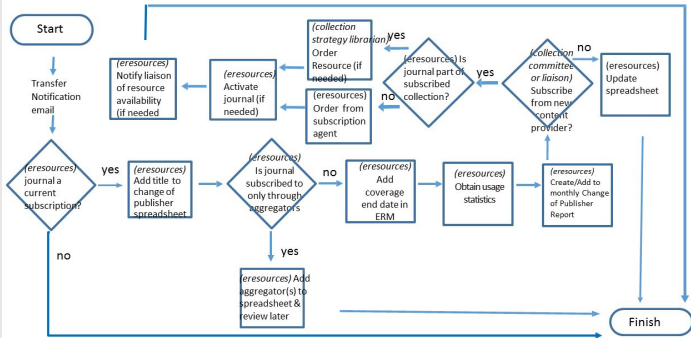 Start
Transfer
Notification
email
(eresources)
journal a
current
subscription?
yes
no
(eresources)
Add title to
change of
publisher
spreadsheet
(eresources)
Is journal
subscribed to
only through
aggregators
yes
(eresources) Add
aggregator(s) to
spreadsheet &
review later
no
(eresources)
Add
coverage
end date in
ERM
(eresources)
Obtain usage
statistics
(eresources)
Create/Add to
monthly Change
of Publisher
Report
(collection
committee
or liaison)
Subscribe
from new
content
provider?
no
(eresources)
Update
spreadsheet
yes
(eresources) Is
journal part of
subscribed
collection?
yes
(collection
strategy librarian)
Order
Resource (if
needed)
no
(eresources)
Order from
subscription
agent
(eresources)
Activate
journal (if
needed)
(eresources)
Notify liaison
of resource
availability
(if needed
Finish